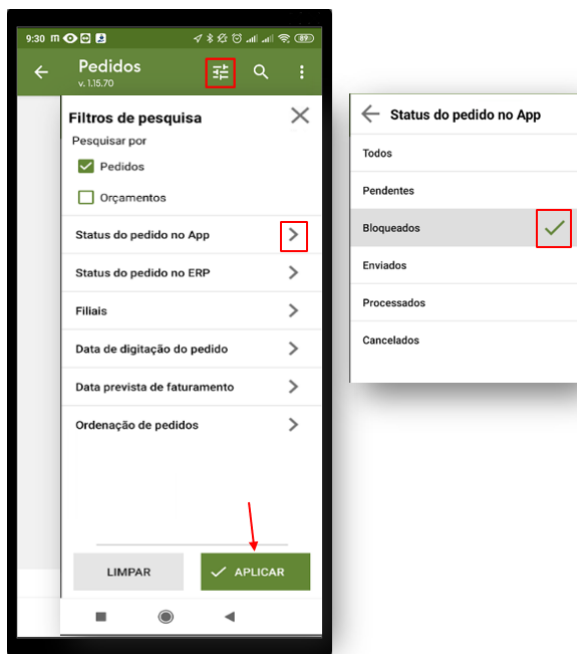 9:30
89
Pedidos
v. 1.15.70
Filtros de pesquisa
Pesquisar por
Pedidos
Orçamentos
Status do pedido no App
Status do pedido no ERP
Filiais
Data de digitação do pedido
Data prevista de faturamento
Ordenação de pedidos
LIMPAR
APLICAR
Status do pedido no App
Todos
Pendentes
Bloqueados
Enviados
Processados
Cancelados